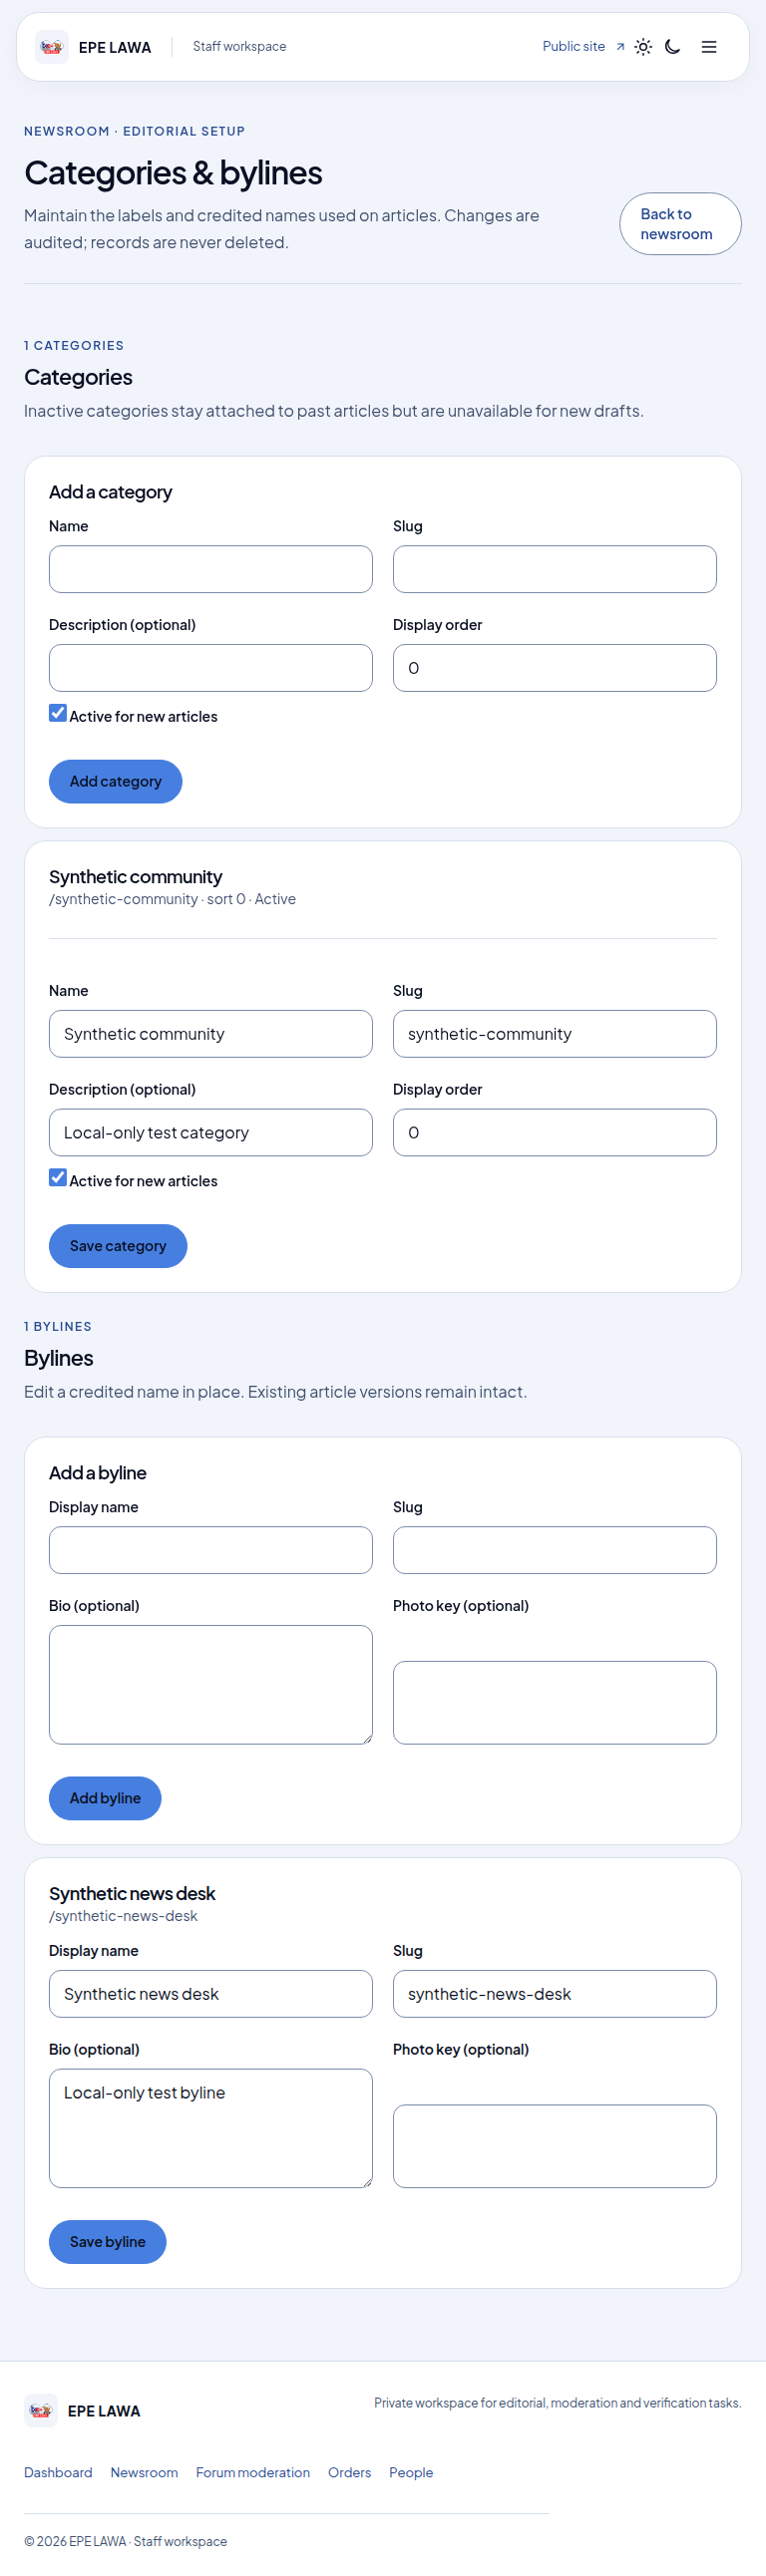 EPE LAWA
Staff workspace
Public site
NEWSROOM · EDITORIAL SETUP
Categories & bylines
Maintain the labels and credited names used on articles. Changes are
audited; records are never deleted.
Back to
newsroom
1 CATEGORIES
Categories
Inactive categories stay attached to past articles but are unavailable for new drafts.
Add a category
Name
Slug
Description (optional)
Display order
0
Active for new articles
Add category
Synthetic community
/synthetic-community · sort 0 · Active
Name
Slug
Synthetic community
synthetic-community
Description (optional)
Display order
Local-only test category
0
Active for new articles
Save category
1 BYLINES
Bylines
Edit a credited name in place. Existing article versions remain intact.
Add a byline
Display name
Slug
Bio (optional)
Photo key (optional)
Add byline
Synthetic news desk
/synthetic-news-desk
Display name
Slug
Synthetic news desk
synthetic-news-desk
Bio (optional)
Photo key (optional)
Local-only test byline
Save byline
EPE LAWA
Private workspace for editorial, moderation and verification tasks.
Dashboard
Newsroom
Forum moderation
Orders
People
© 2026 EPE LAWA · Staff workspace